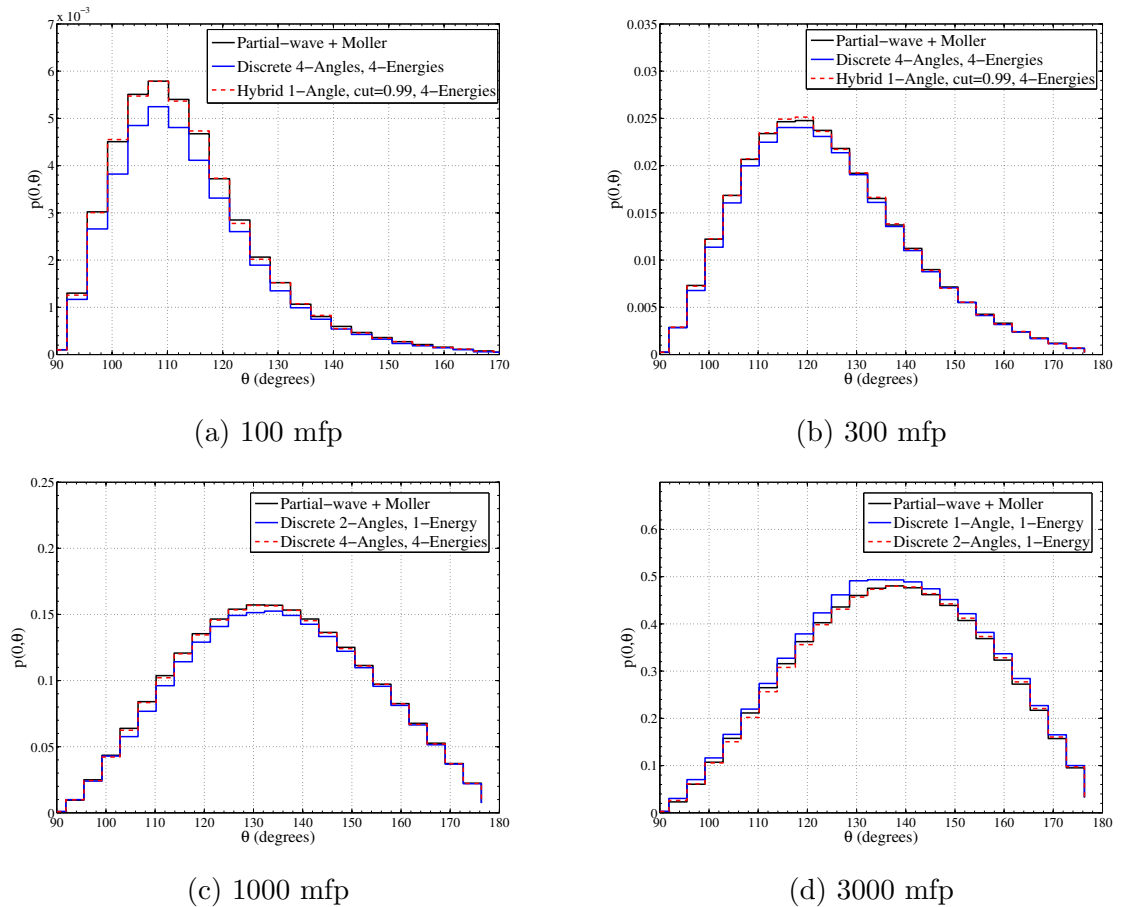 7 x 10⁻³
Partial−wave + Moller
Discrete 4−Angles, 4−Energies
Hybrid 1−Angle, cut=0.99, 4−Energies
6
5
4
p(0,θ)
3
2
1
0
90 100 110 120 130 140 150 160 170
θ (degrees)
(a) 100 mfp
0.035
Partial−wave + Moller
Discrete 4−Angles, 4−Energies
Hybrid 1−Angle, cut=0.99, 4−Energies
0.03
0.025
0.02
p(0,θ)
0.015
0.01
0.005
0
90 100 110 120 130 140 150 160 170 180
θ (degrees)
(b) 300 mfp
0.25
Partial−wave + Moller
Discrete 2−Angles, 1−Energy
Discrete 4−Angles, 4−Energies
0.2
0.15
p(0,θ)
0.1
0.05
0
90 100 110 120 130 140 150 160 170 180
θ (degrees)
(c) 1000 mfp
Partial−wave + Moller
Discrete 1−Angle, 1−Energy
Discrete 2−Angles, 1−Energy
0.6
0.5
0.4
p(0,θ)
0.3
0.2
0.1
0
90 100 110 120 130 140 150 160 170 180
θ (degrees)
(d) 3000 mfp